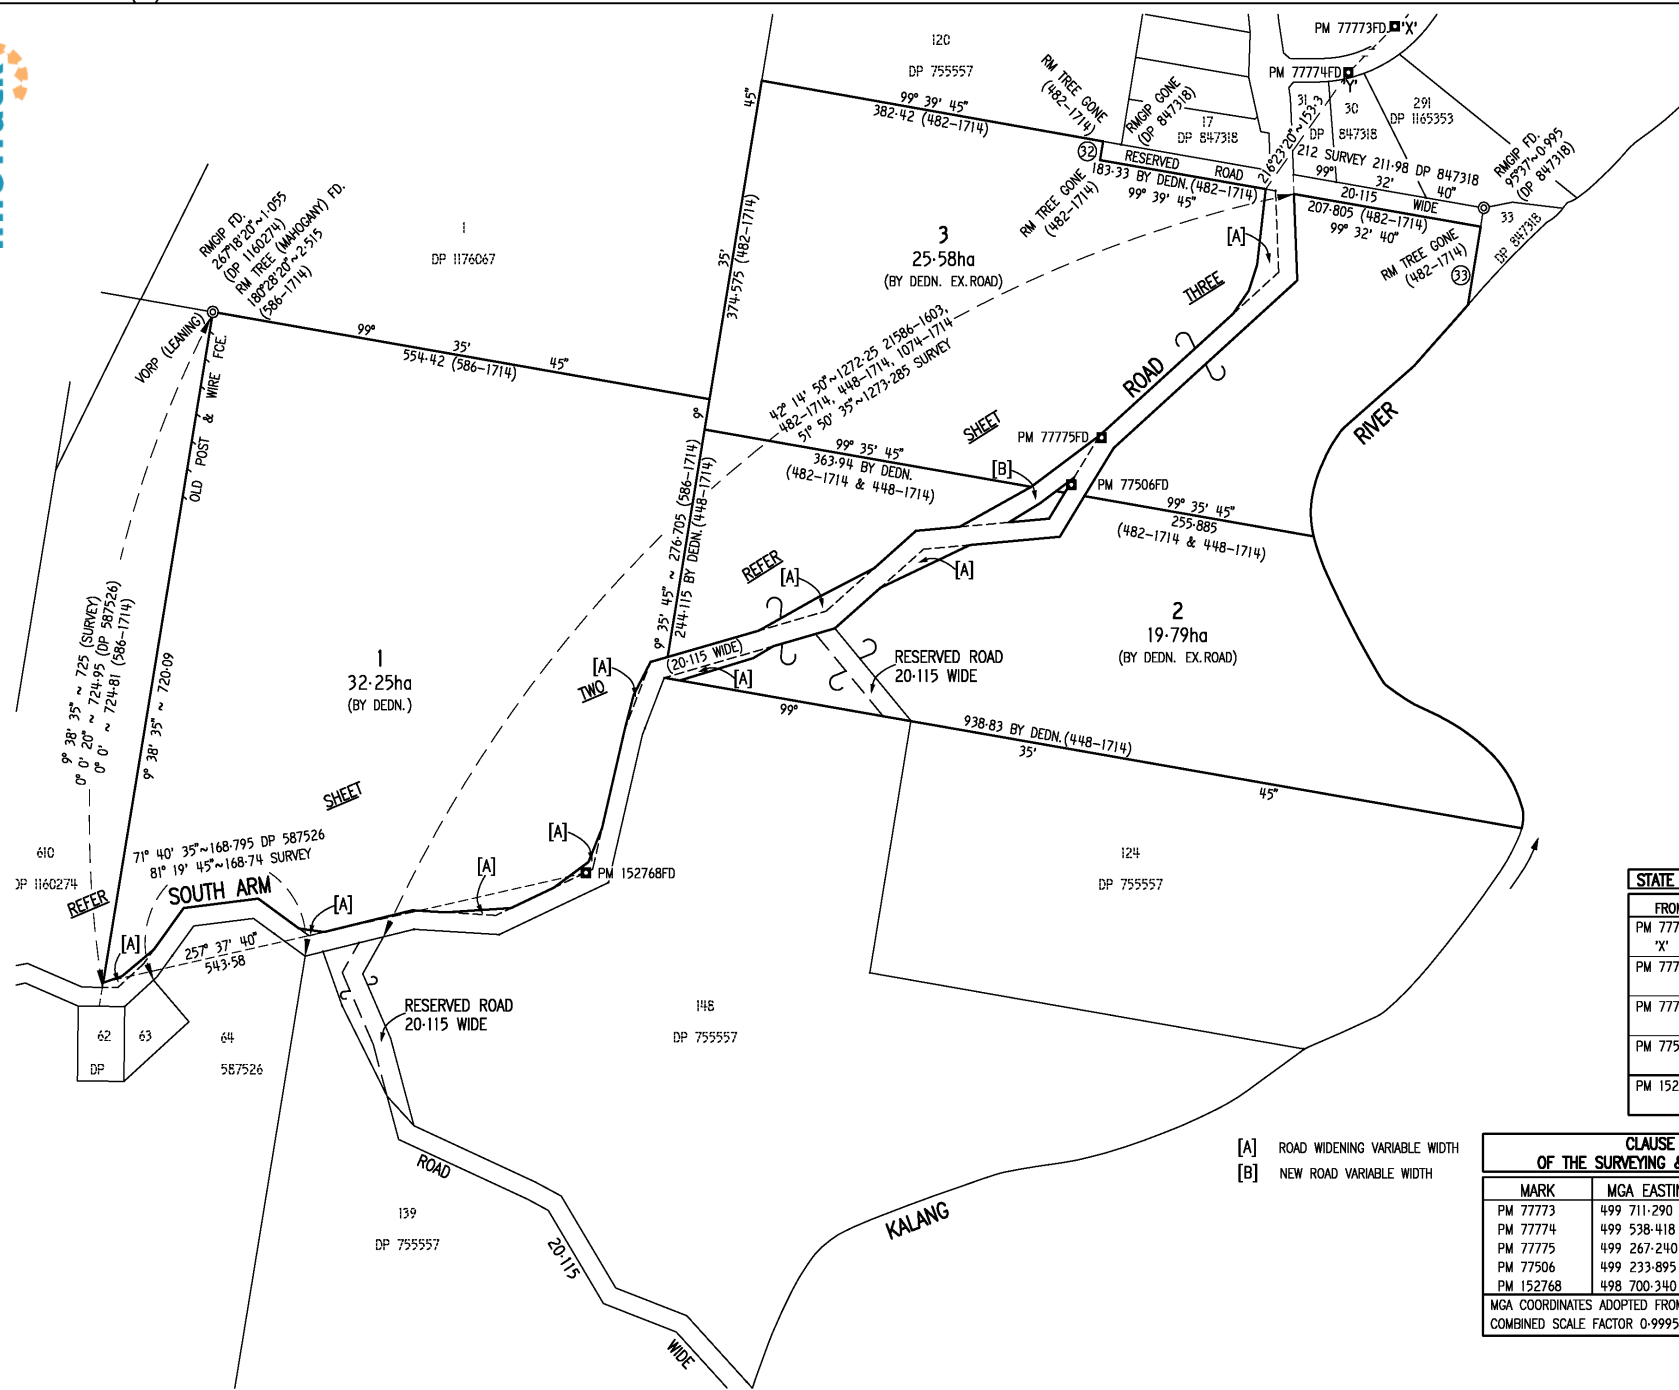 120
DP 755557
99° 39' 45"
382·42 (482-1714)
RM TREE GONE
(482-1714)
RMGIP GONE
(DP 847318)
17
DP 847318
PM 77773FD
'X'
PM 77774FD
'Y'
31
30
DP 847318
291
DP 1165353
216°23'20"~153·3
212 SURVEY 211·98 DP 847318
99° 32' 40"
20·115 WIDE
207·805 (482-1714)
99° 32' 40"
RMGIP FD.
95°37'~0·995
(DP 847318)
33
DP 847318
RM TREE GONE
(482-1714)
33
32
RESERVED ROAD
183·33 BY DEDN.(482-1714)
99° 39' 45"
RM TREE GONE
(482-1714)
45"
35'
374·575 (482-1714)
9°
1
DP 1176067
3
25·58ha
(BY DEDN. EX.ROAD)
[A]
THREE
RMGIP FD.
267°18'20"~1·055
(DP 1160274)
RM TREE (MAHOGANY) FD.
180°28'20"~2·515
(586-1714)
VORP (LEANING)
OLD POST & WIRE FCE.
99° 35' 45"
554·42 (586-1714)
42° 14' 50"~1272·25 21586-1603,
482-1714, 448-1714, 1074-1714
51° 50' 35"~1273·285 SURVEY
SHEET
ROAD
RIVER
PM 77775FD
[B]
PM 77506FD
99° 35' 45"
363·94 BY DEDN.
(482-1714 & 448-1714)
99° 35' 45"
255·885
(482-1714 & 448-1714)
9° 35' 45" ~ 276·705 (586-1714)
244·115 BY DEDN.(448-1714)
REFER
[A]
[A]
2
19·79ha
(BY DEDN. EX.ROAD)
(20·115 WIDE)
[A]
[A]
TWO
RESERVED ROAD
20·115 WIDE
99° 35' 45"
938·83 BY DEDN.(448-1714)
1
32·25ha
(BY DEDN.)
9° 38' 35" ~ 725 (SURVEY)
0° 0' 20" ~ 724·95 (DP 587526)
0° 0' ~ 724·81 (586-1714)
9° 38' 35" ~ 720·09
SHEET
71° 40' 35"~168·795 DP 587526
81° 19' 45"~168·74 SURVEY
610
DP 1160274
REFER
SOUTH ARM
[A]
[A]
[A]
[A]
PM 152768FD
257° 37' 40"
543·58
124
DP 755557
RESERVED ROAD
20·115 WIDE
148
DP 755557
62
63
64
DP
587526
ROAD
139
DP 755557
20·115
WIDE
KALANG
[A] ROAD WIDENING VARIABLE WIDTH
[B] NEW ROAD VARIABLE WIDTH
STATE
PM 152
CLAUSE
OF THE SURVEYING &
MARK
PM 77773 499 711·290
PM 77774 499 538·418
PM 77775 499 267·240
PM 77506 499 233·895
PM 152768 498 700·340
MGA COORDINATES ADOPTED
COMBINED SCALE FACTOR 0·9995